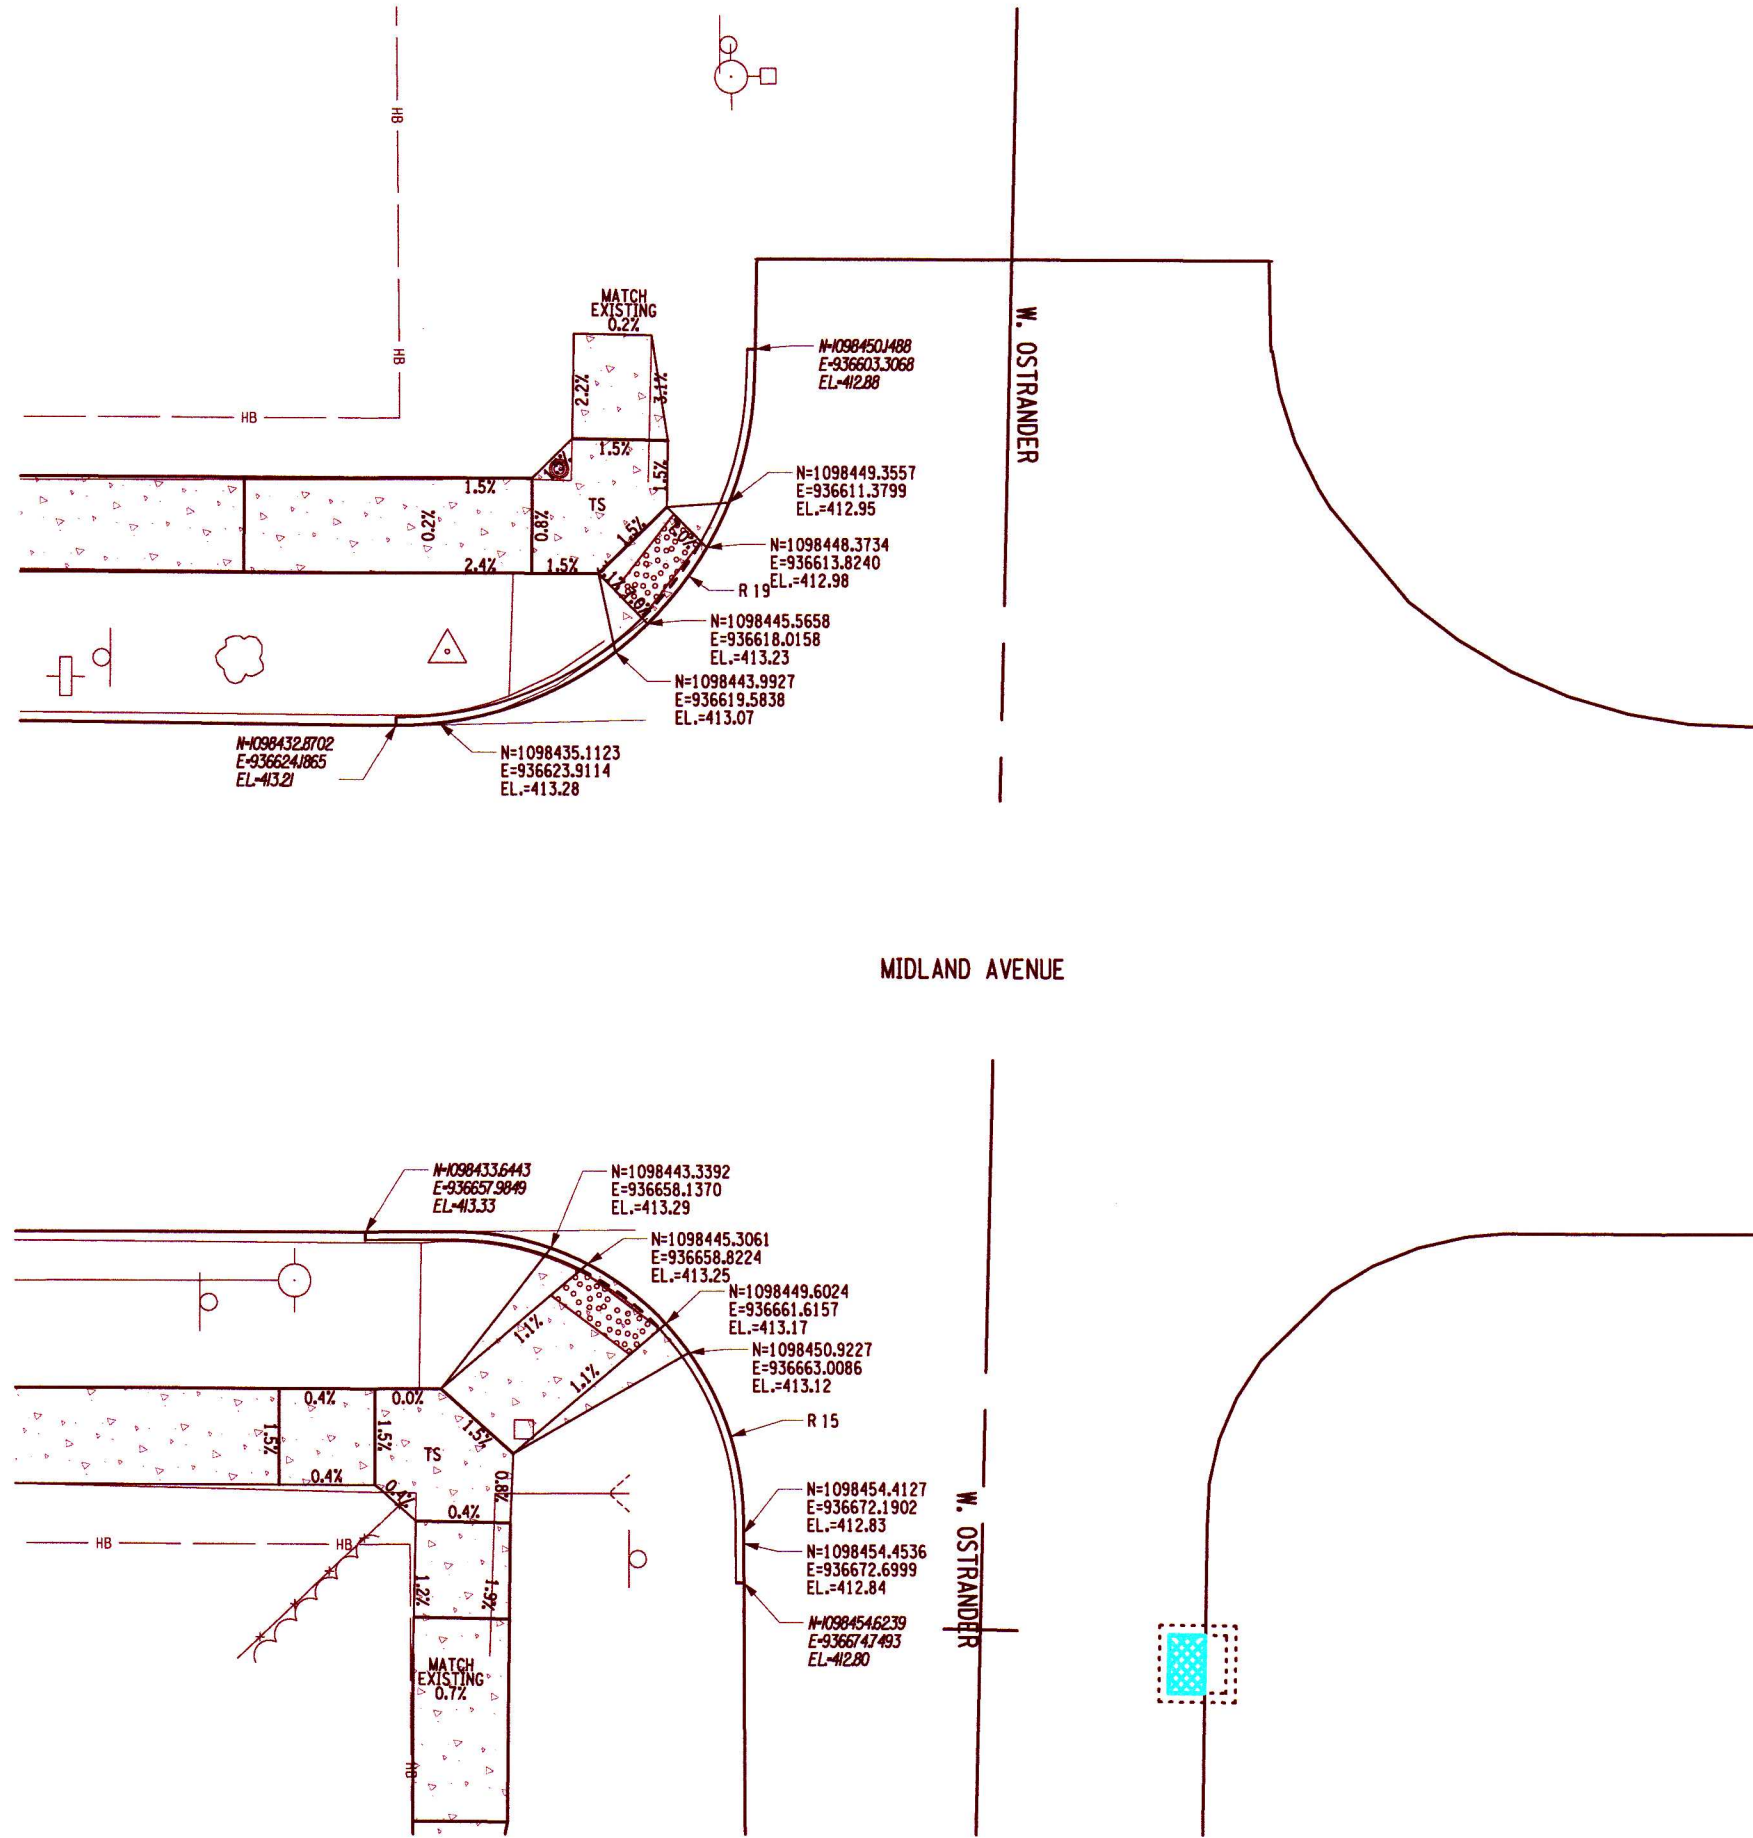 HB
HB
HB
MATCH
EXISTING
0.2%
2.2%
3.1%
1.5%
1.5%
1.5%
0.2%
0.8%
TS
1.5%
2.4%
1.5%
W. OSTRANDER
N=1098450.1488
E=936603.3068
EL=412.88
N=1098449.3557
E=936611.3799
EL.=412.95
N=1098448.3734
E=936613.8240
EL.=412.98
R 19
N=1098445.5658
E=936618.0158
EL.=413.23
N=1098443.9927
E=936619.5838
EL.=413.07
N=1098432.8702
E=936624.1865
EL=413.21
N=1098435.1123
E=936623.9114
EL.=413.28
MIDLAND AVENUE
N=1098433.6443
E=936657.9849
EL=413.33
N=1098443.3392
E=936658.1370
EL.=413.29
N=1098445.3061
E=936658.8224
EL.=413.25
N=1098449.6024
E=936661.6157
EL.=413.17
N=1098450.9227
E=936663.0086
EL.=413.12
R 15
1.1%
1.1%
0.4%
0.0%
1.5%
1.5%
1.5%
TS
0.4%
0.4%
0.8%
0.4%
HB
HB
1.2%
1.9%
N=1098454.4127
E=936672.1902
EL.=412.83
N=1098454.4536
E=936672.6999
EL.=412.84
N=1098454.6239
E=936674.7493
EL=412.80
W. OSTRANDER
MATCH
EXISTING
0.7%
HB